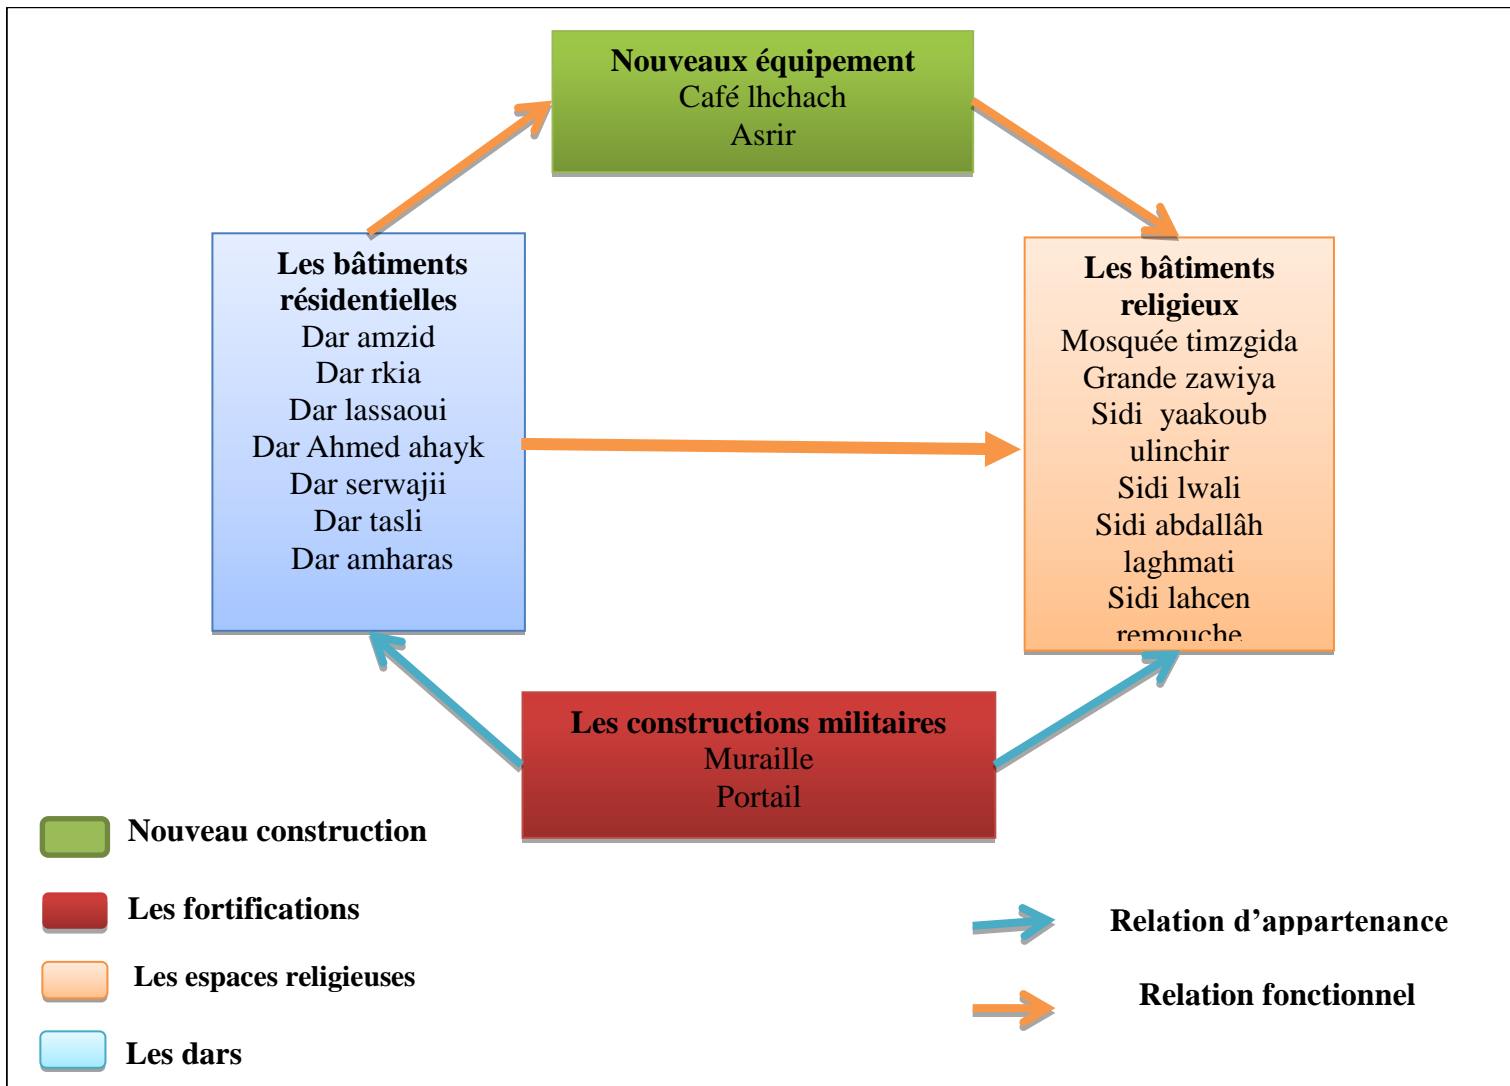 Nouveaux équipement
Café lhchach
Asrir
Les bâtiments
résidentielles
Dar amzid
Dar rkia
Dar lassaoui
Dar Ahmed ahayk
Dar serwajii
Dar tasli
Dar amharas
Les bâtiments
religieux
Mosquée timzgida
Grande zawiya
Sidi yaakoub
ulinchir
Sidi lwali
Sidi abdallâh
laghmati
Sidi lahcen
remouche
Les constructions militaires
Muraille
Portail
Nouveau construction
Les fortifications
Les espaces religieuses
Les dars
Relation d’appartenance
Relation fonctionnel